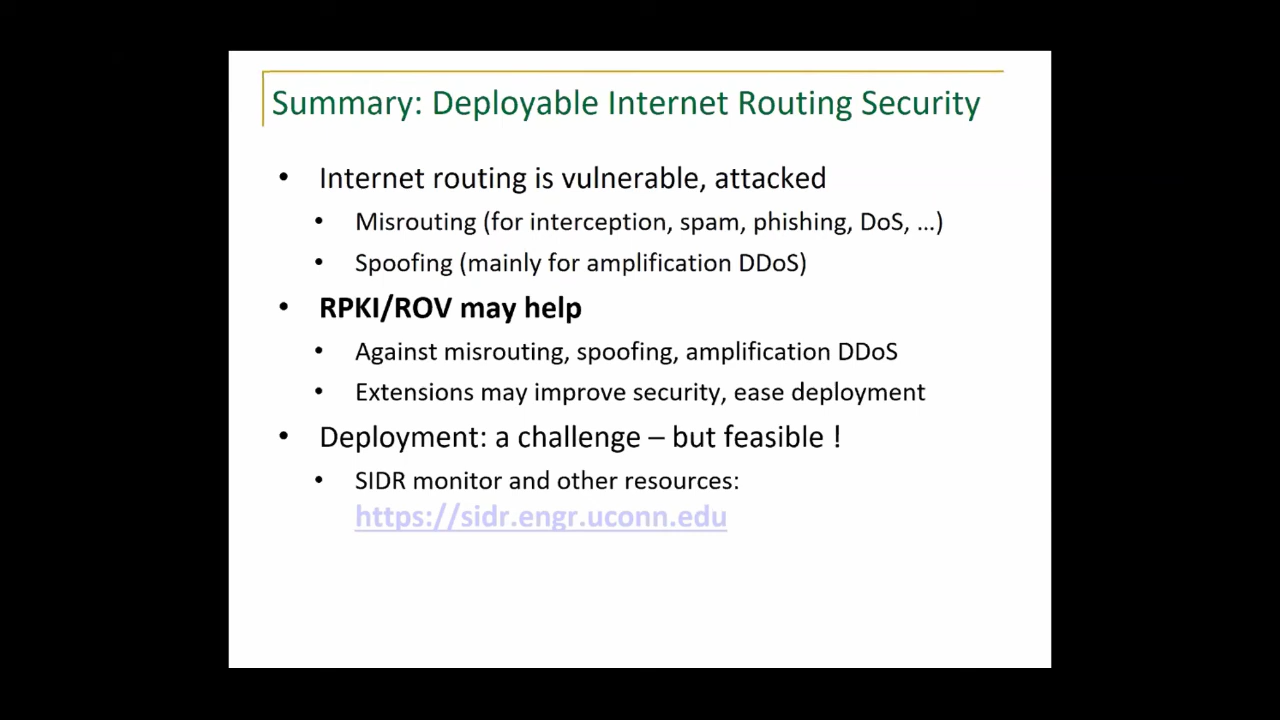 Summary: Deployable Internet Routing Security
• Internet routing is vulnerable, attacked
• Misrouting (for interception, spam, phishing, DoS, …)
• Spoofing (mainly for amplification DDoS)
• RPKI/ROV may help
• Against misrouting, spoofing, amplification DDoS
• Extensions may improve security, ease deployment
• Deployment: a challenge – but feasible !
• SIDR monitor and other resources:
https://sidr.engr.uconn.edu